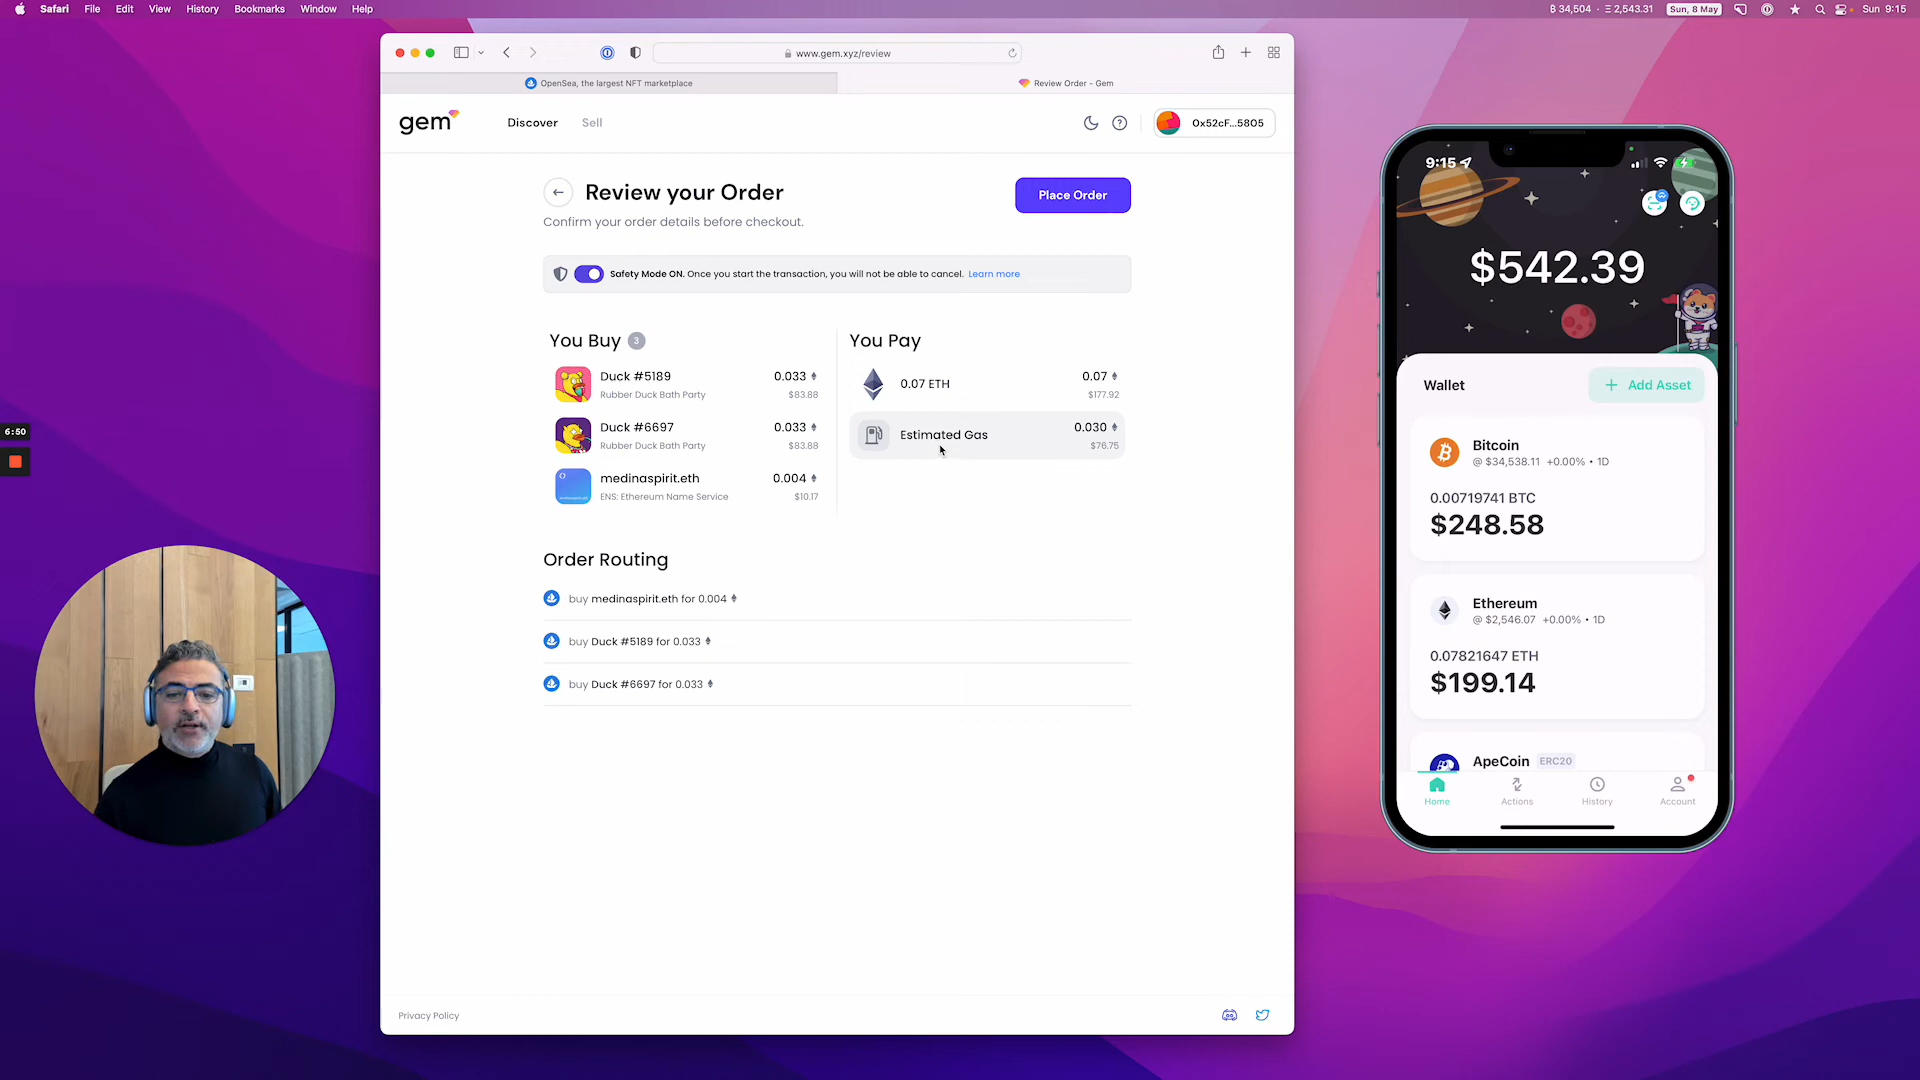 Safari File Edit View History Bookmarks Window Help
฿ 34,504 · Ξ 2,543.31 Sun, 8 May Sun 9:15
www.gem.xyz/review
OpenSea, the largest NFT marketplace
Review Order - Gem
gem
Discover
Sell
0x52cF...5805
Review your Order
Confirm your order details before checkout.
Place Order
Safety Mode ON. Once you start the transaction, you will not be able to cancel. Learn more
You Buy 3
Duck #5189 0.033
Rubber Duck Bath Party $83.88
Duck #6697 0.033
Rubber Duck Bath Party $83.88
medinaspirit.eth 0.004
ENS: Ethereum Name Service $10.17
You Pay
0.07 ETH 0.07
$177.92
Estimated Gas 0.030
$76.75
Order Routing
buy medinaspirit.eth for 0.004
buy Duck #5189 for 0.033
buy Duck #6697 for 0.033
Privacy Policy
6:50
9:15
$542.39
Wallet
+ Add Asset
Bitcoin
@ $34,538.11 +0.00% • 1D
0.00719741 BTC
$248.58
Ethereum
@ $2,546.07 +0.00% • 1D
0.07821647 ETH
$199.14
ApeCoin ERC20
Home Actions History Account